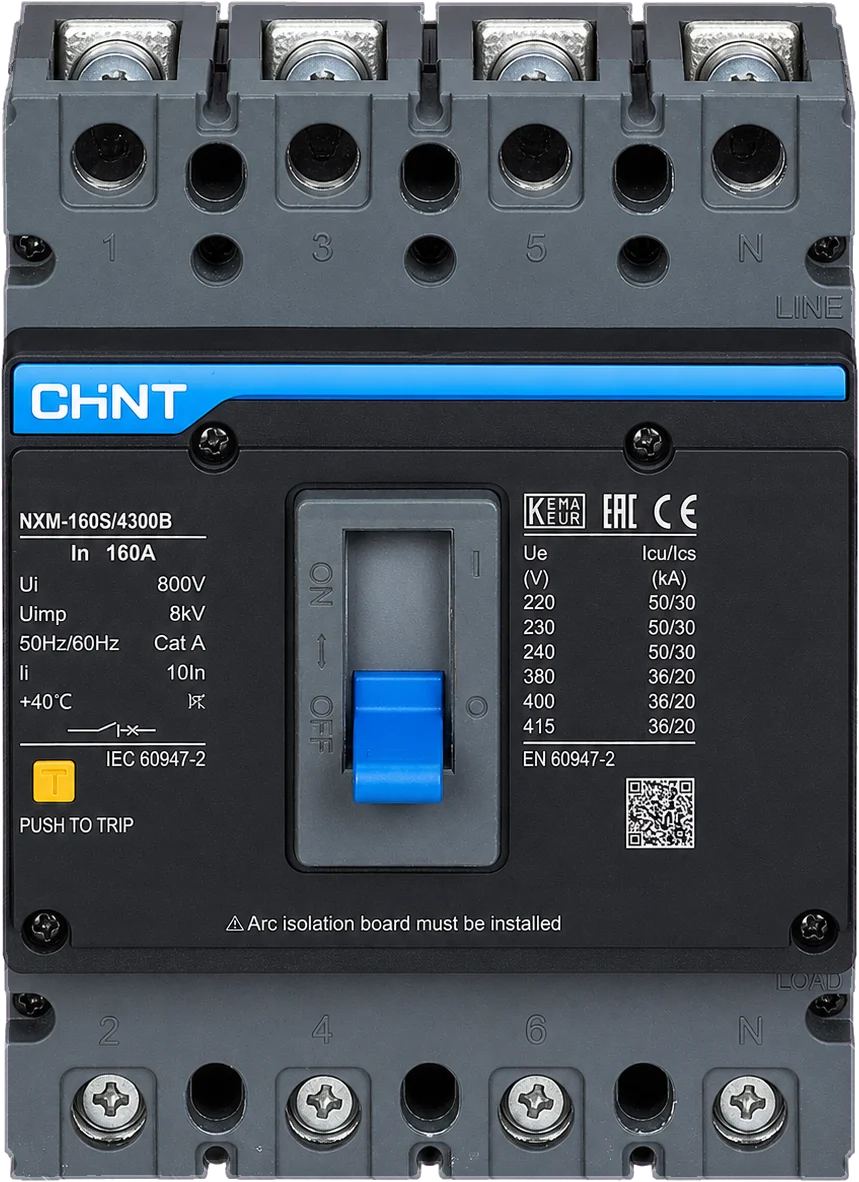 1 3 5 N
LINE
CHINT
NXM-160S/4300B
In 160A
Ui 800V
Uimp 8kV
50Hz/60Hz Cat A
Ii 10In
+40°C
IEC 60947-2
T
PUSH TO TRIP
ON ↔ OFF
I
O
KEMA EUR EAC CE
Ue Icu/Ics
(V) (kA)
220 50/30
230 50/30
240 50/30
380 36/20
400 36/20
415 36/20
EN 60947-2
⚠ Arc isolation board must be installed
LOAD
2 4 6 N